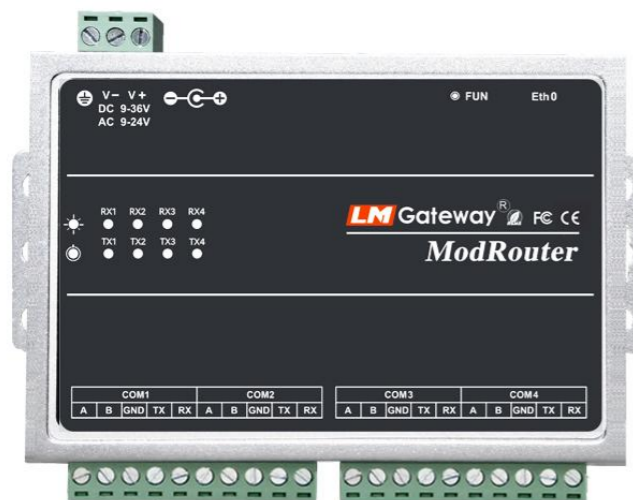 V− V+
DC 9-36V
AC 9-24V
FUN
Eth0
RX1 RX2 RX3 RX4
TX1 TX2 TX3 TX4
LM Gateway ® FC CE
ModRouter
COM1 COM2 COM3 COM4
A B GND TX RX A B GND TX RX A B GND TX RX A B GND TX RX